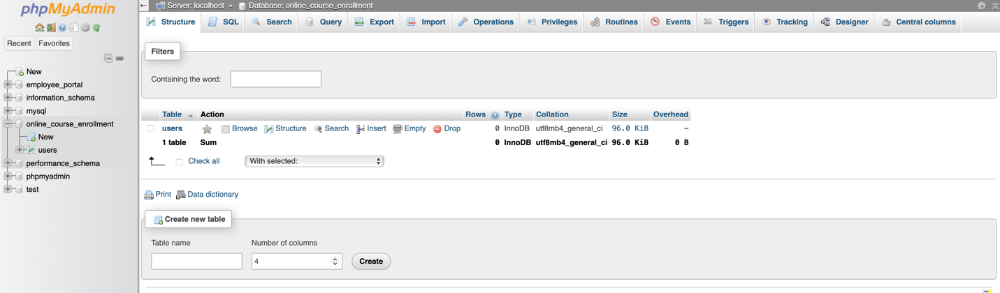 phpMyAdmin
Recent Favorites
New
employee_portal
information_schema
mysql
online_course_enrollment
New
users
performance_schema
phpmyadmin
test
Server: localhost » Database: online_course_enrollment
Structure SQL Search Query Export Import Operations Privileges Routines Events Triggers Tracking Designer Central columns
Filters
Containing the word:
Table Action Rows Type Collation Size Overhead
users Browse Structure Search Insert Empty Drop 0 InnoDB utf8mb4_general_ci 96.0 KiB –
1 table Sum 0 InnoDB utf8mb4_general_ci 96.0 KiB 0 B
Check all With selected:
Print Data dictionary
Create new table
Table name Number of columns
4 Create